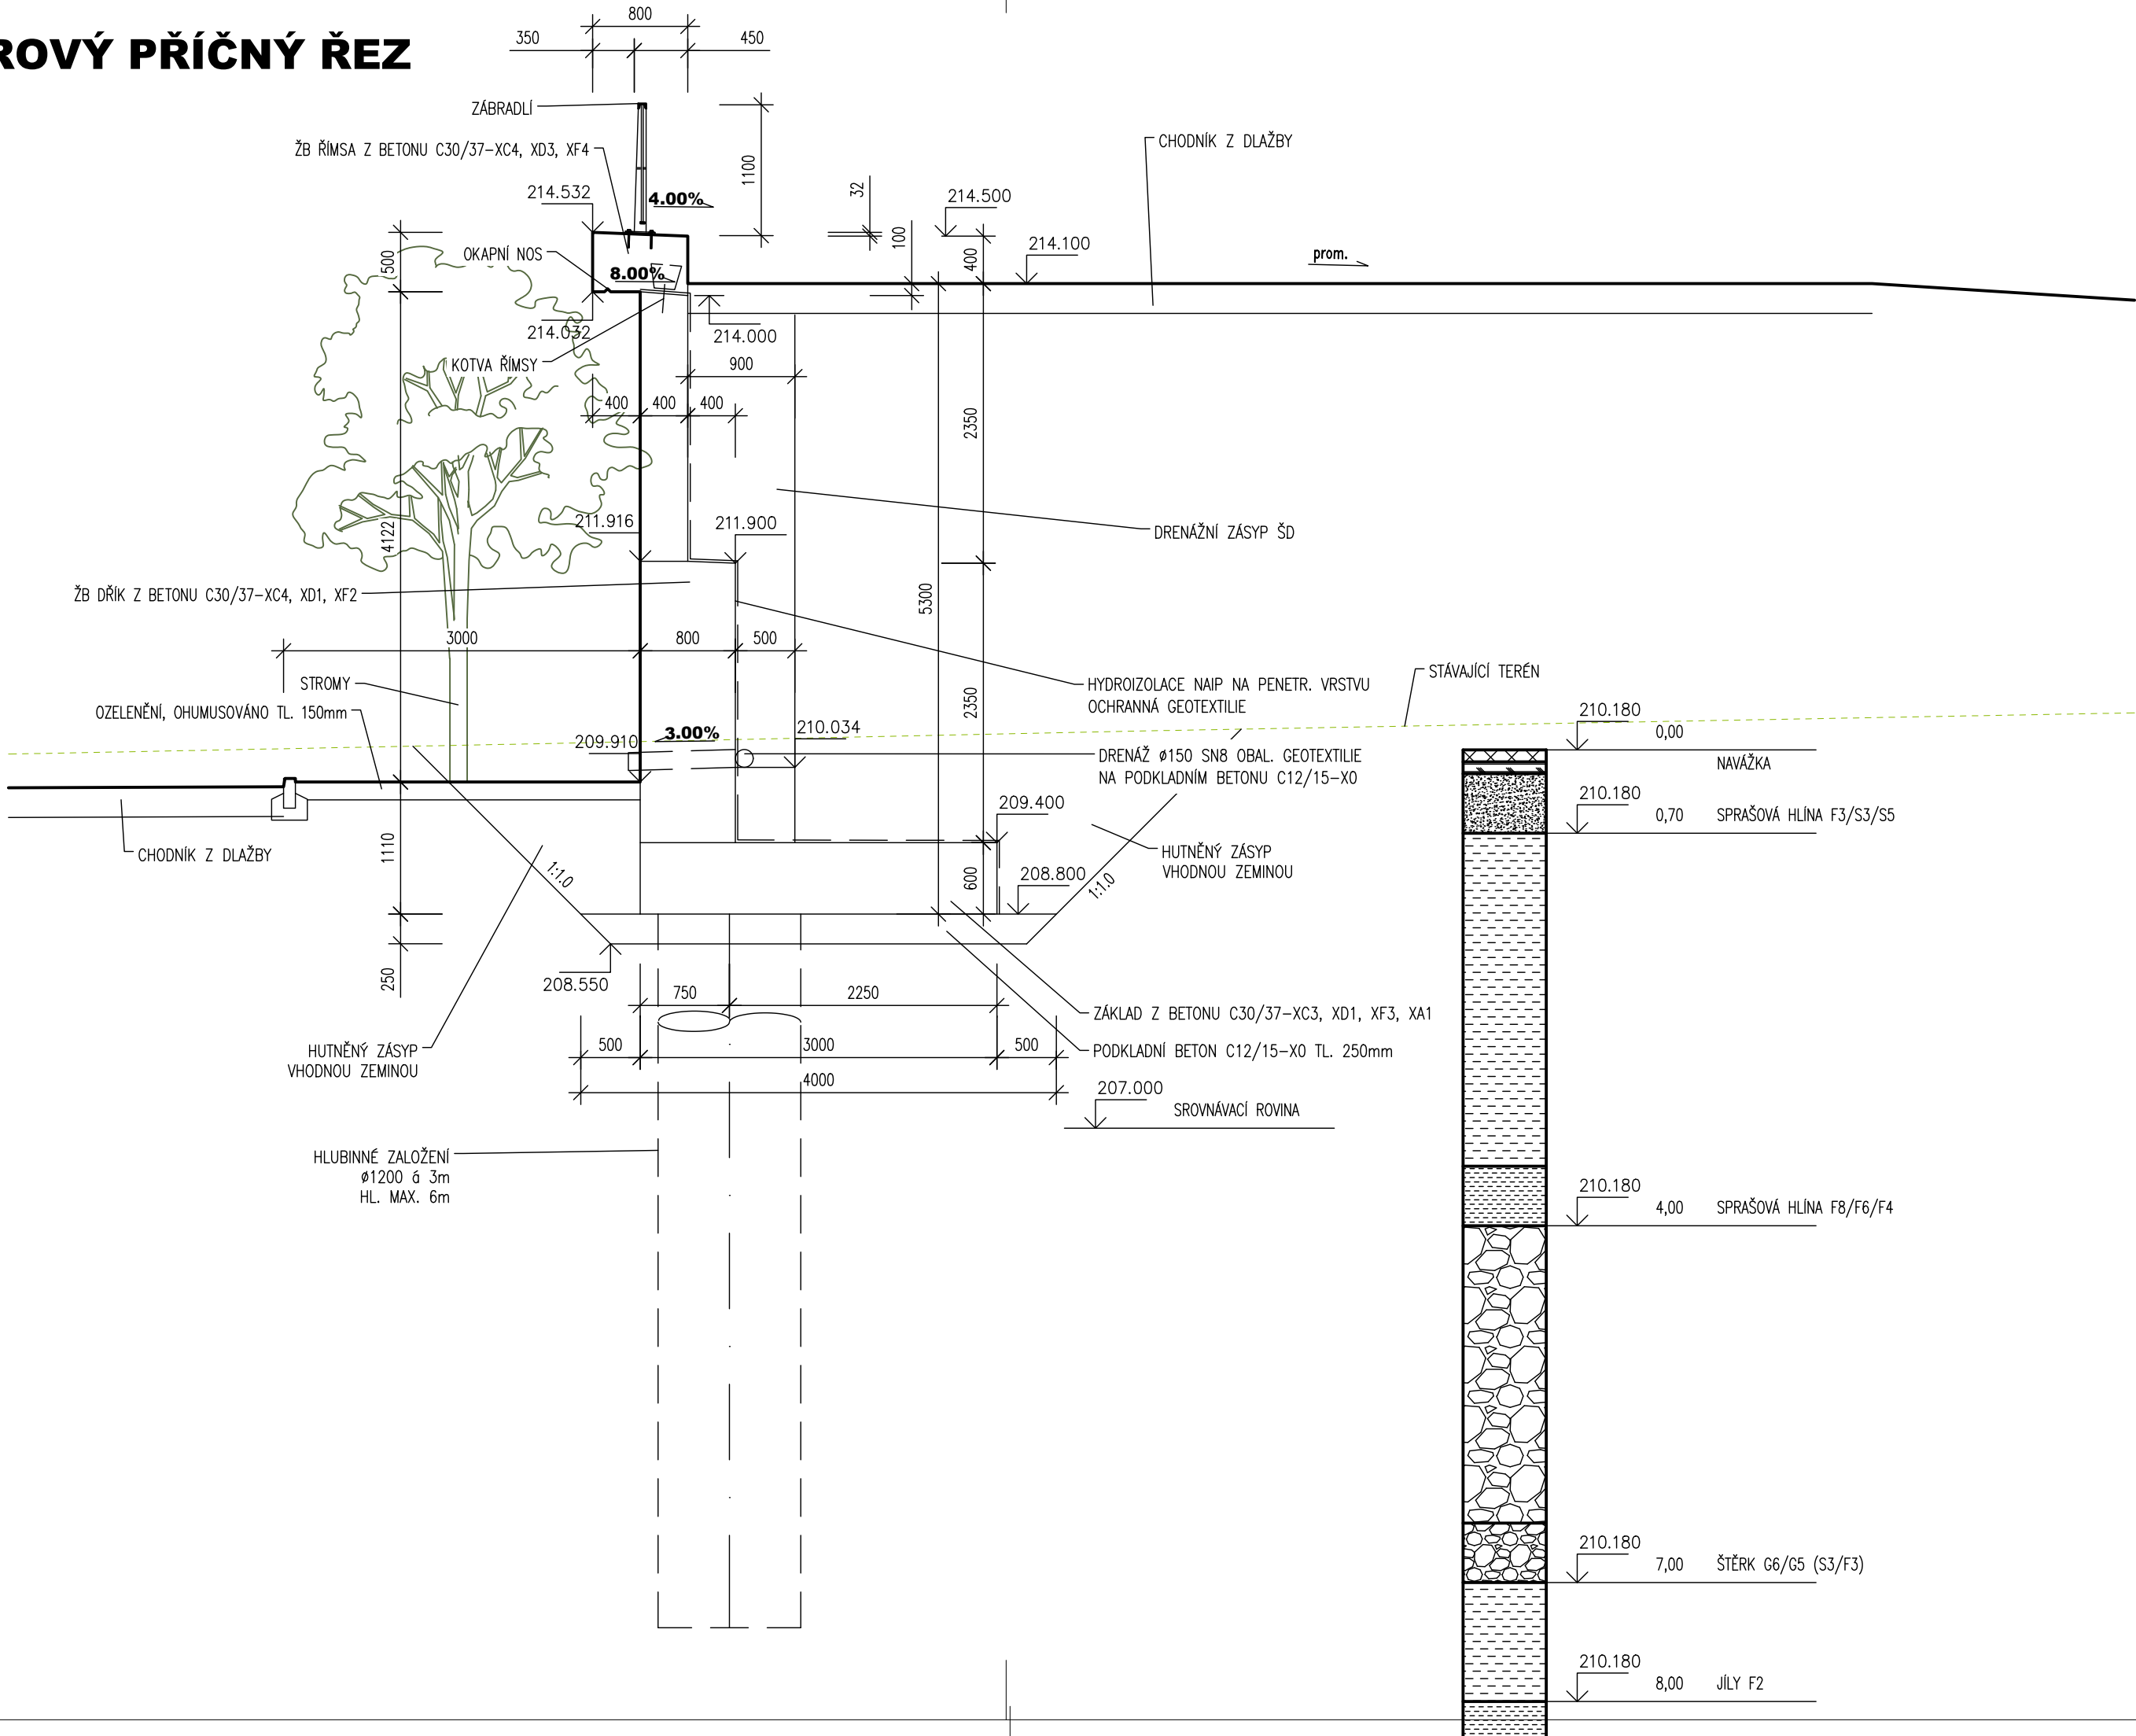 ROVÝ PŘÍČNÝ ŘEZ
800
350
450
ZÁBRADLÍ
ŽB ŘÍMSA Z BETONU C30/37-XC4, XD3, XF4
1100
CHODNÍK Z DLAŽBY
214.532
4.00%
32
214.500
500
OKAPNÍ NOS
100
400
214.100
prom.
8.00%
214.032
214.000
KOTVA ŘÍMSY
900
400
400
400
2350
4122
211.916
211.900
DRENÁŽNÍ ZÁSYP ŠD
ŽB DŘÍK Z BETONU C30/37-XC4, XD1, XF2
5300
3000
800
500
STROMY
HYDROIZOLACE NAIP NA PENETR. VRSTVU
OCHRANNÁ GEOTEXTILIE
STÁVAJÍCÍ TERÉN
OZELENĚNÍ, OHUMUSOVÁNO TL. 150mm
2350
210.180
0,00
209.910
3.00%
210.034
DRENÁŽ ø150 SN8 OBAL. GEOTEXTILIE
NA PODKLADNÍM BETONU C12/15-X0
NAVÁŽKA
209.400
210.180
0,70
SPRAŠOVÁ HLÍNA F3/S3/S5
CHODNÍK Z DLAŽBY
1110
1:1.0
HUTNĚNÝ ZÁSYP
VHODNOU ZEMINOU
600
208.800
1:1.0
250
208.550
750
2250
ZÁKLAD Z BETONU C30/37-XC3, XD1, XF3, XA1
HUTNĚNÝ ZÁSYP
VHODNOU ZEMINOU
500
3000
500
PODKLADNÍ BETON C12/15-X0 TL. 250mm
4000
207.000
SROVNÁVACÍ ROVINA
HLUBINNÉ ZALOŽENÍ
ø1200 á 3m
HL. MAX. 6m
210.180
4,00
SPRAŠOVÁ HLÍNA F8/F6/F4
210.180
7,00
ŠTĚRK G6/G5 (S3/F3)
210.180
8,00
JÍLY F2